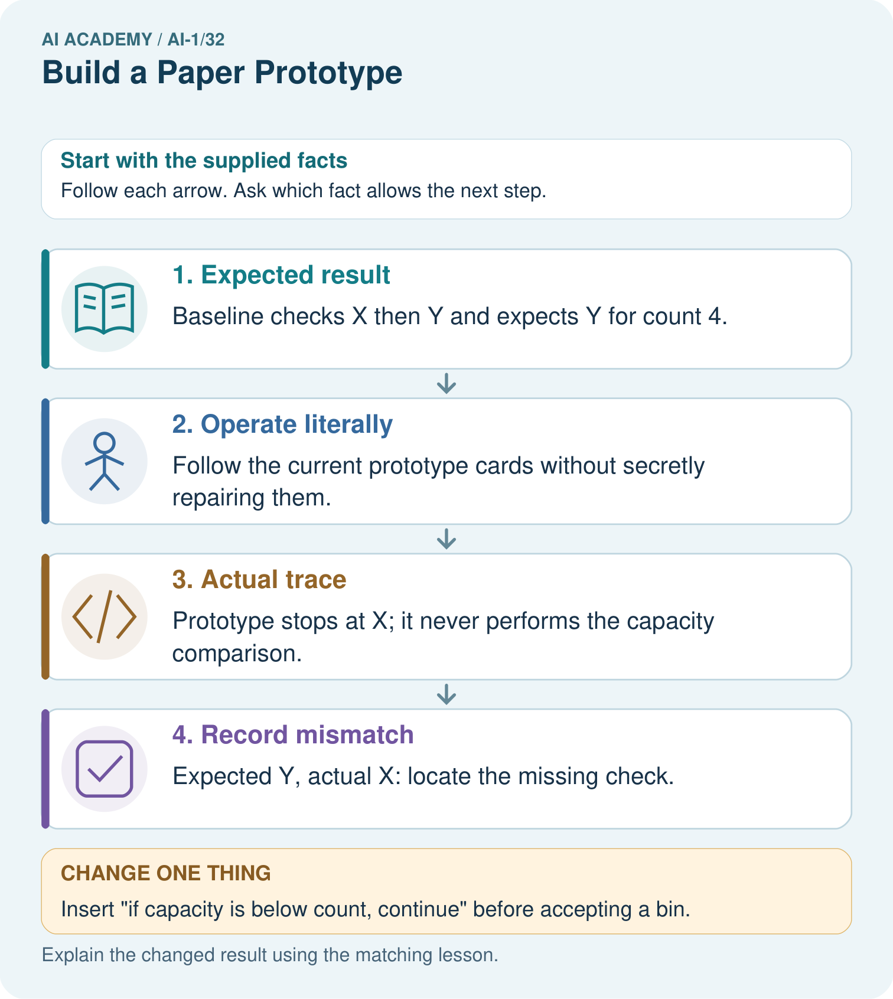 AI ACADEMY / AI-1/32
Build a Paper Prototype
Start with the supplied facts
Follow each arrow. Ask which fact allows the next step.
1. Expected result
Baseline checks X then Y and expects Y for count 4.
2. Operate literally
Follow the current prototype cards without secretly
repairing them.
3. Actual trace
Prototype stops at X; it never performs the capacity
comparison.
4. Record mismatch
Expected Y, actual X: locate the missing check.
CHANGE ONE THING
Insert "if capacity is below count, continue" before accepting a bin.
Explain the changed result using the matching lesson.